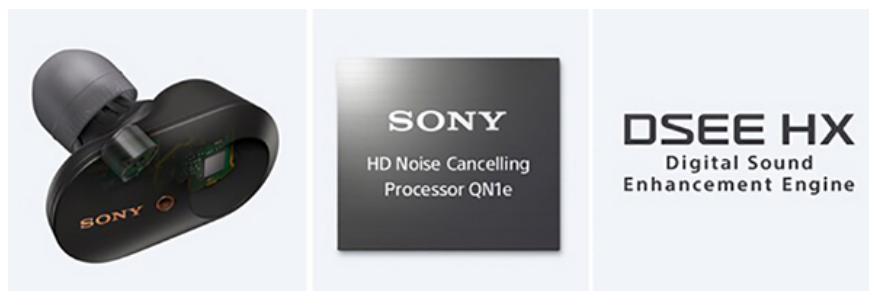 SONY
SONY
HD Noise Cancelling
Processor QN1e
DSEE HX
Digital Sound
Enhancement Engine